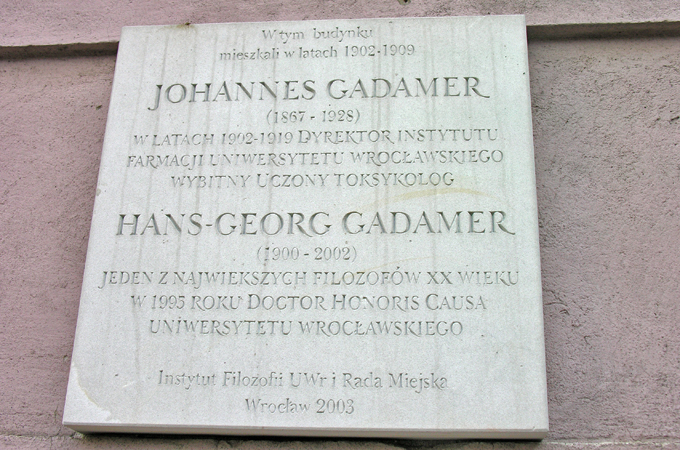 W tym budynku
mieszkali w latach 1902-1909
JOHANNES GADAMER
(1867 - 1928)
W LATACH 1902-1919 DYREKTOR INSTYTUTU
FARMACJI UNIWERSYTETU WROCŁAWSKIEGO
WYBITNY UCZONY TOKSYKOLOG
HANS-GEORG GADAMER
(1900 - 2002)
JEDEN Z NAJWIĘKSZYCH FILOZOFÓW XX WIEKU
W 1995 ROKU DOCTOR HONORIS CAUSA
UNIWERSYTETU WROCŁAWSKIEGO
Instytut Filozofii UWr i Rada Miejska
Wrocław 2003